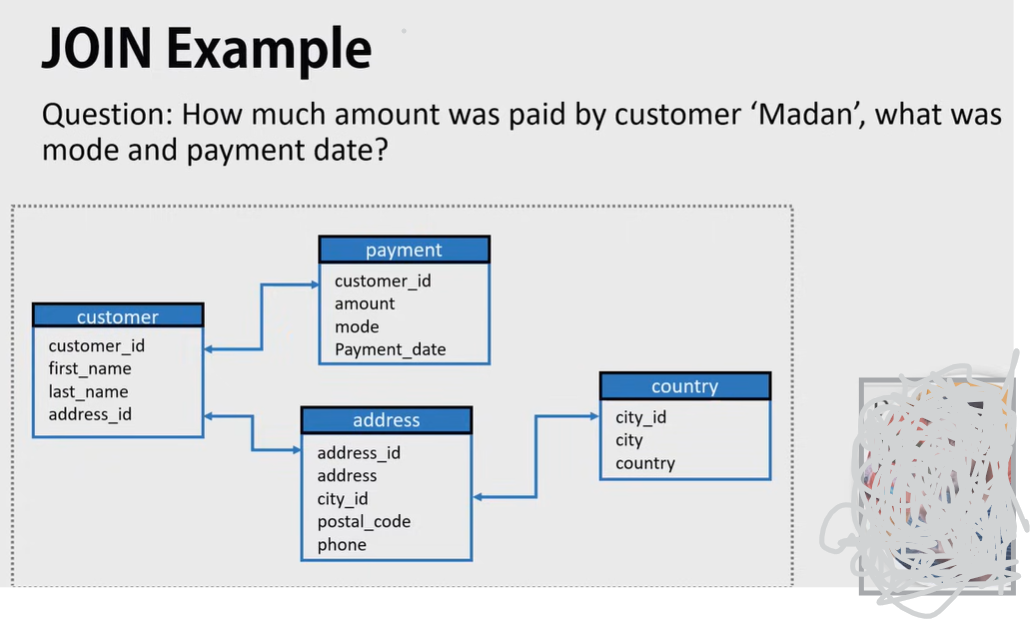 JOIN Example
Question: How much amount was paid by customer ‘Madan’, what was
mode and payment date?
payment
customer_id
amount
mode
Payment_date
customer
customer_id
first_name
last_name
address_id
address
address_id
address
city_id
postal_code
phone
country
city_id
city
country